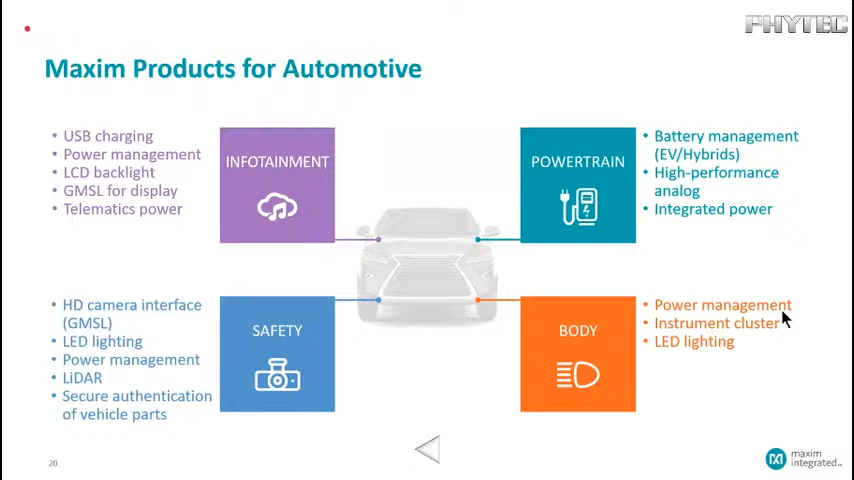 PHYTEC
Maxim Products for Automotive
• USB charging
• Power management
• LCD backlight
• GMSL for display
• Telematics power
INFOTAINMENT
POWERTRAIN
• Battery management
(EV/Hybrids)
• High-performance
analog
• Integrated power
• HD camera interface
(GMSL)
• LED lighting
• Power management
• LiDAR
• Secure authentication
of vehicle parts
SAFETY
BODY
• Power management
• Instrument cluster
• LED lighting
20
maxim
integrated™